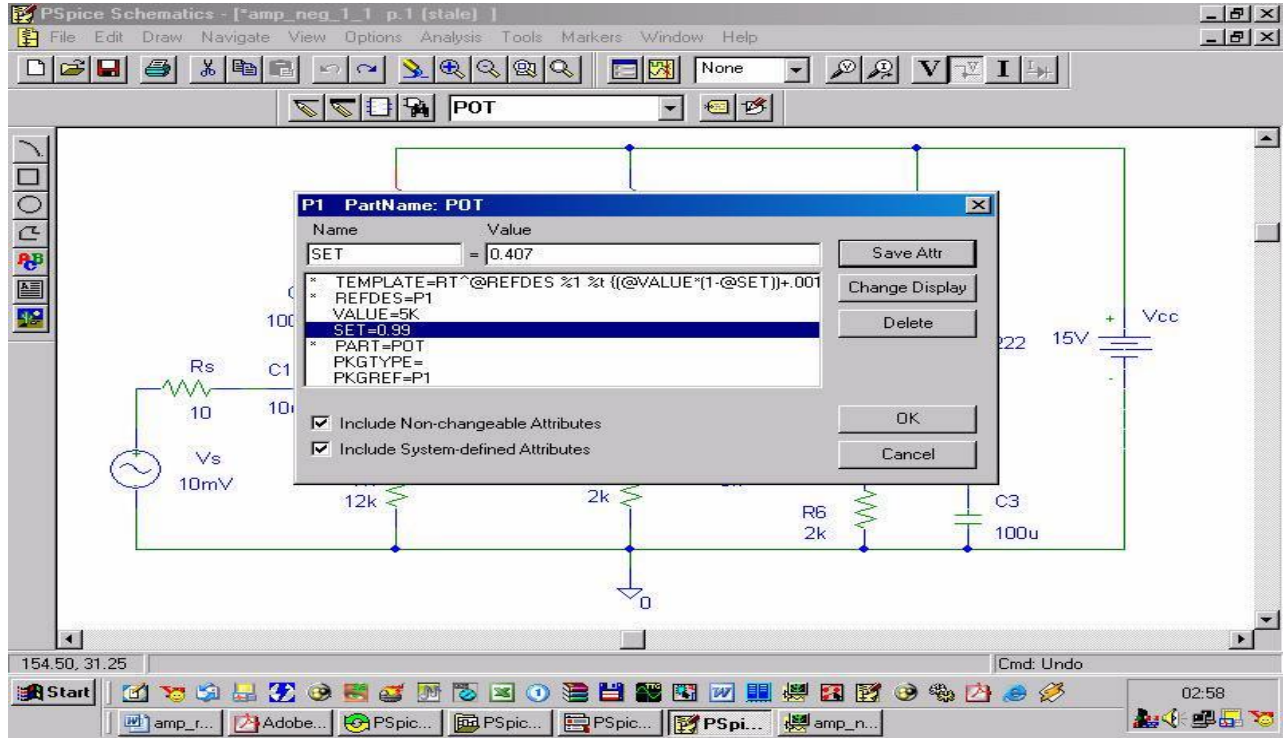 PSpice Schematics - [*amp_neg_1_1 p.1 (stale) ]
File Edit Draw Navigate View Options Analysis Tools Markers Window Help
None
V
I
POT
P1 PartName: POT
Name Value
SET = 0.407
Save Attr
* TEMPLATE=RT^@REFDES %1 %t {(@VALUE*(1-@SET))+.001
* REFDES=P1
VALUE=5K
SET=0.99
* PART=POT
PKGTYPE=
PKGREF=P1
Change Display
Delete
Include Non-changeable Attributes
Include System-defined Attributes
OK
Cancel
Rs
10
C1
Vs
10mV
12k
2k
R6
2k
C3
100u
Vcc
15V
0
154.50, 31.25
Cmd: Undo
Start
02:58
amp_r... Adobe... PSpic... PSpic... PSpic... PSpi... amp_n...